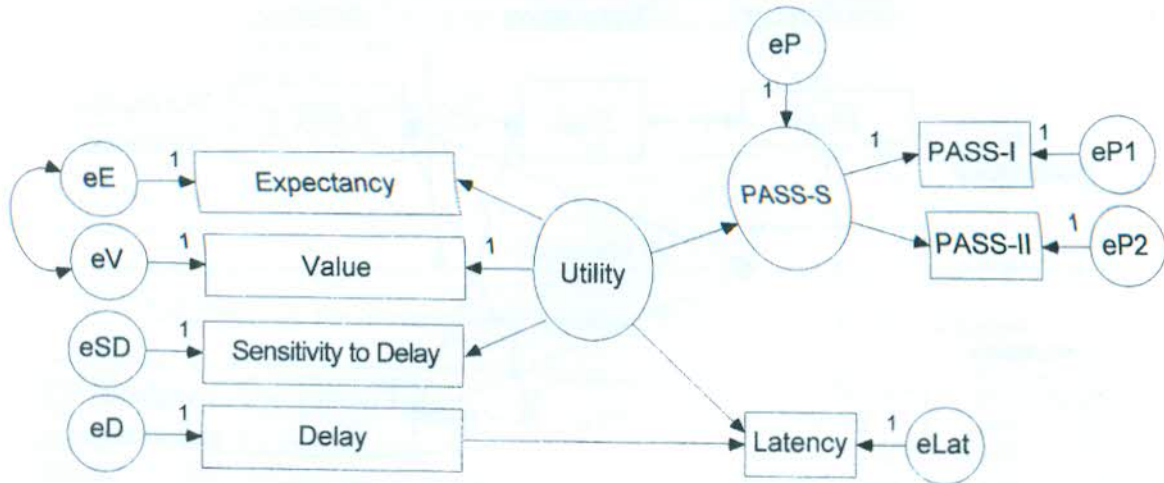 eP
1
eE
1
Expectancy
PASS-S
1
PASS-I
1
eP1
eV
1
Value
1
Utility
PASS-II
1
eP2
eSD
1
Sensitivity to Delay
eD
1
Delay
Latency
1
eLat